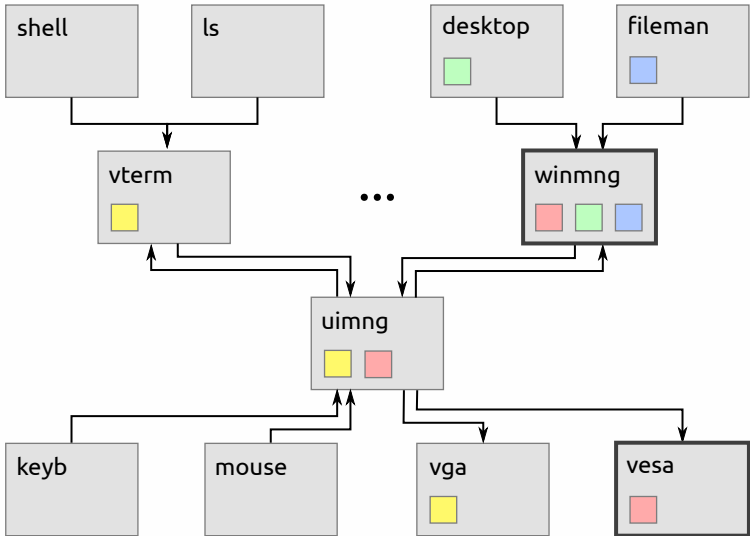 shell
ls
desktop
fileman
vterm
...
winmng
uimng
keyb
mouse
vga
vesa